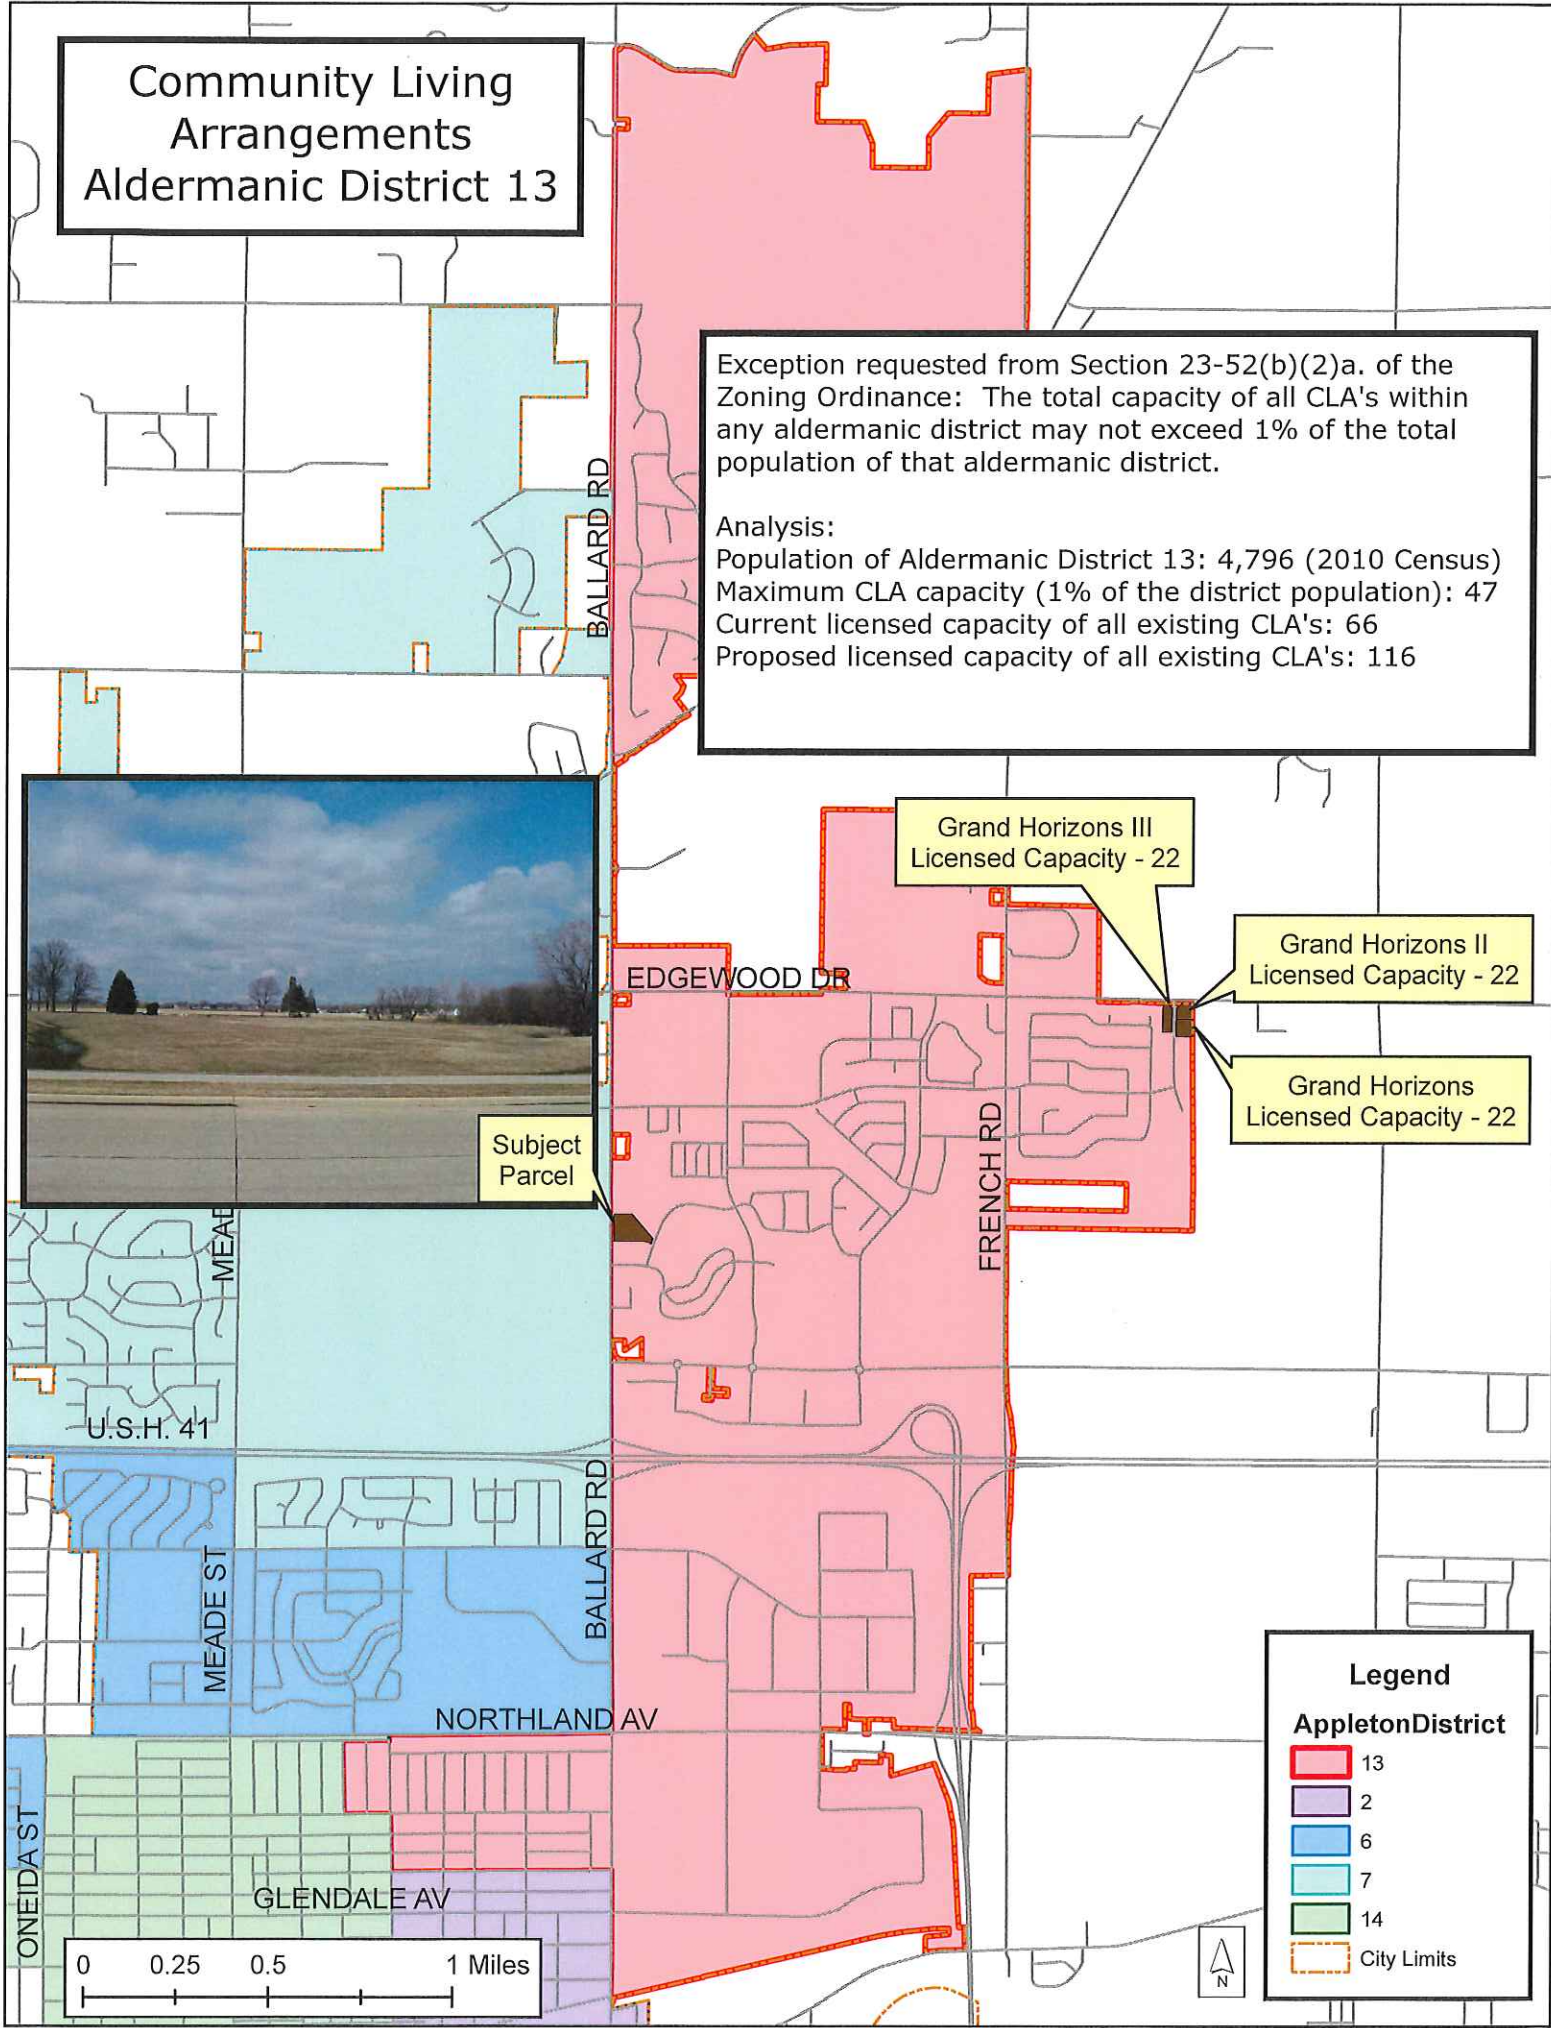 Community Living
Arrangements
Aldermanic District 13
Exception requested from Section 23-52(b)(2)a. of the
Zoning Ordinance:  The total capacity of all CLA's within
any aldermanic district may not exceed 1% of the total
population of that aldermanic district.
Analysis:
Population of Aldermanic District 13: 4,796 (2010 Census)
Maximum CLA capacity (1% of the district population): 47
Current licensed capacity of all existing CLA's: 66
Proposed licensed capacity of all existing CLA's: 116
BALLARD RD
Grand Horizons III
Licensed Capacity - 22
Grand Horizons II
Licensed Capacity - 22
EDGEWOOD DR
Grand Horizons
Licensed Capacity - 22
Subject
Parcel
FRENCH RD
MEAD
U.S.H. 41
BALLARD RD
MEADE ST
NORTHLAND AV
ONEIDA ST
GLENDALE AV
0 0.25 0.5 1 Miles
N
Legend
AppletonDistrict
13
2
6
7
14
City Limits